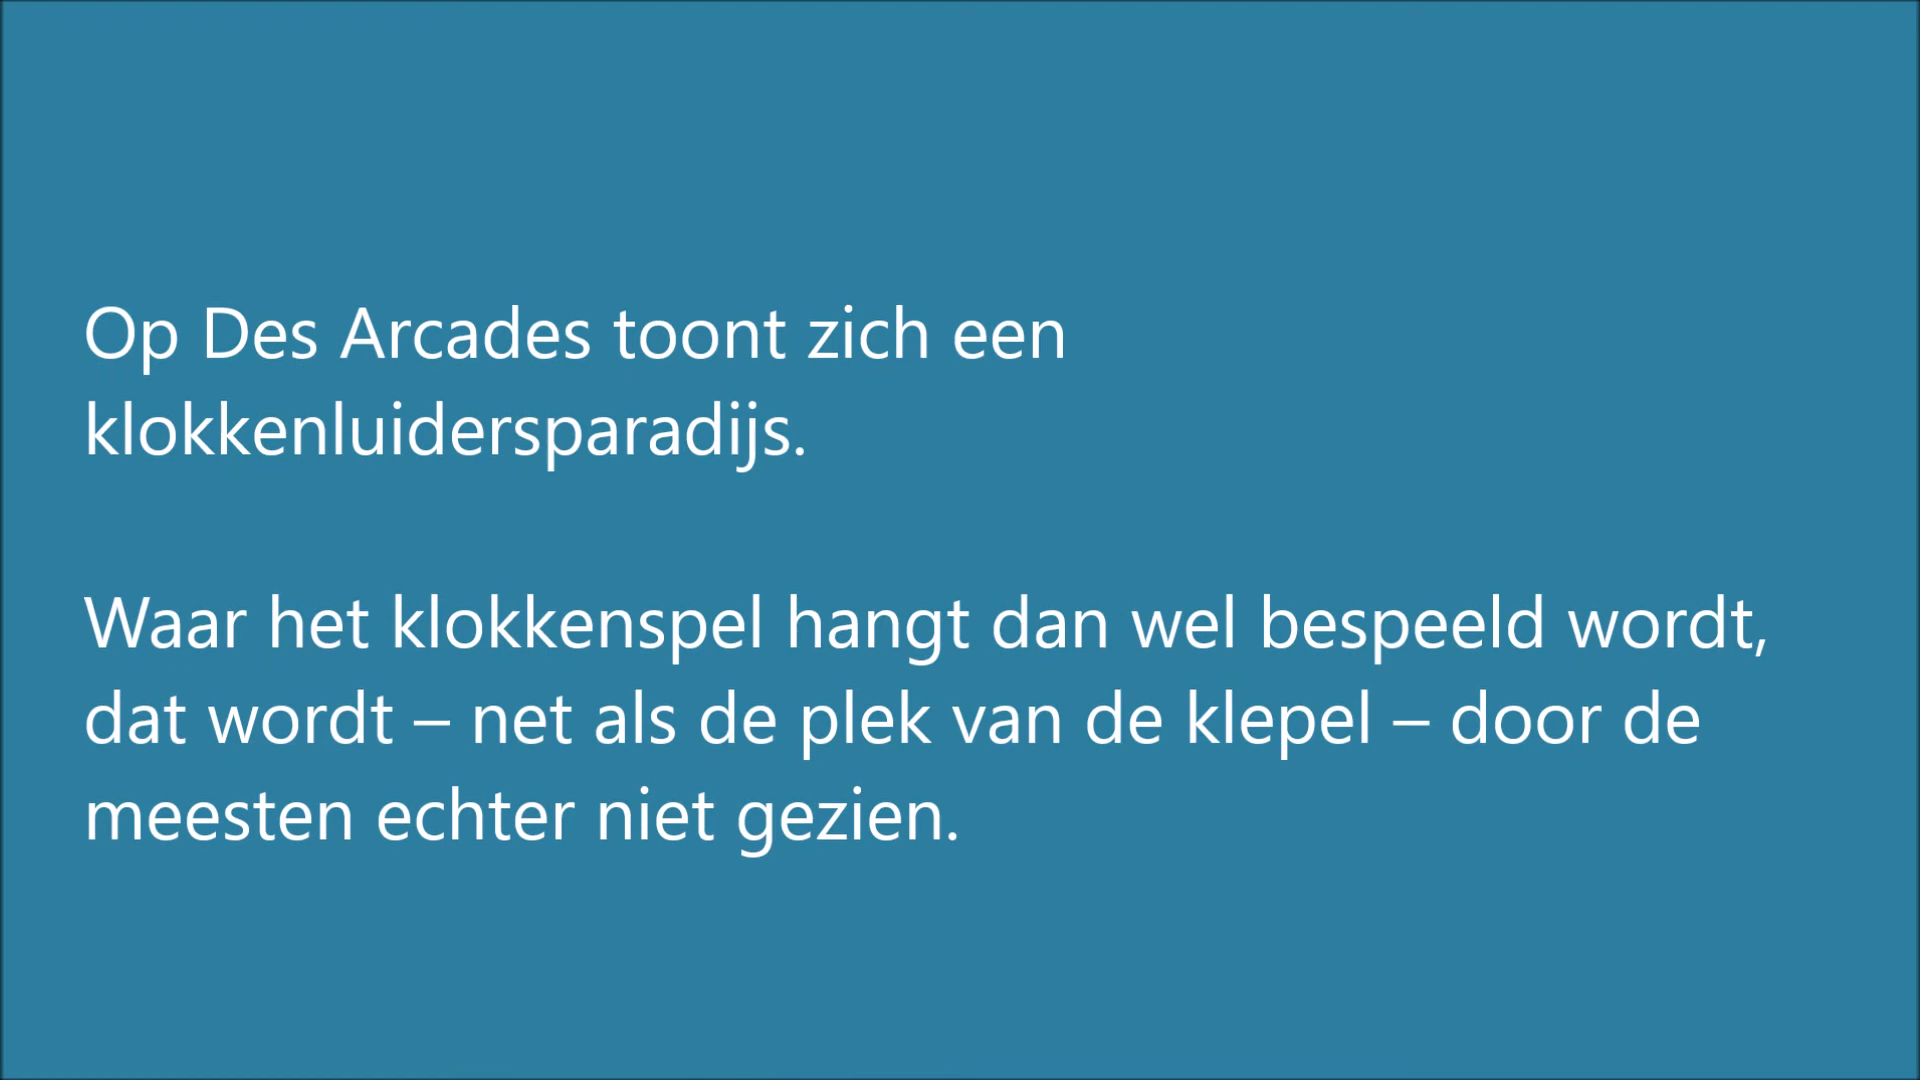 Op Des Arcades toont zich een
klokkenluidersparadijs.
Waar het klokkenspel hangt dan wel bespeeld wordt,
dat wordt – net als de plek van de klepel – door de
meesten echter niet gezien.